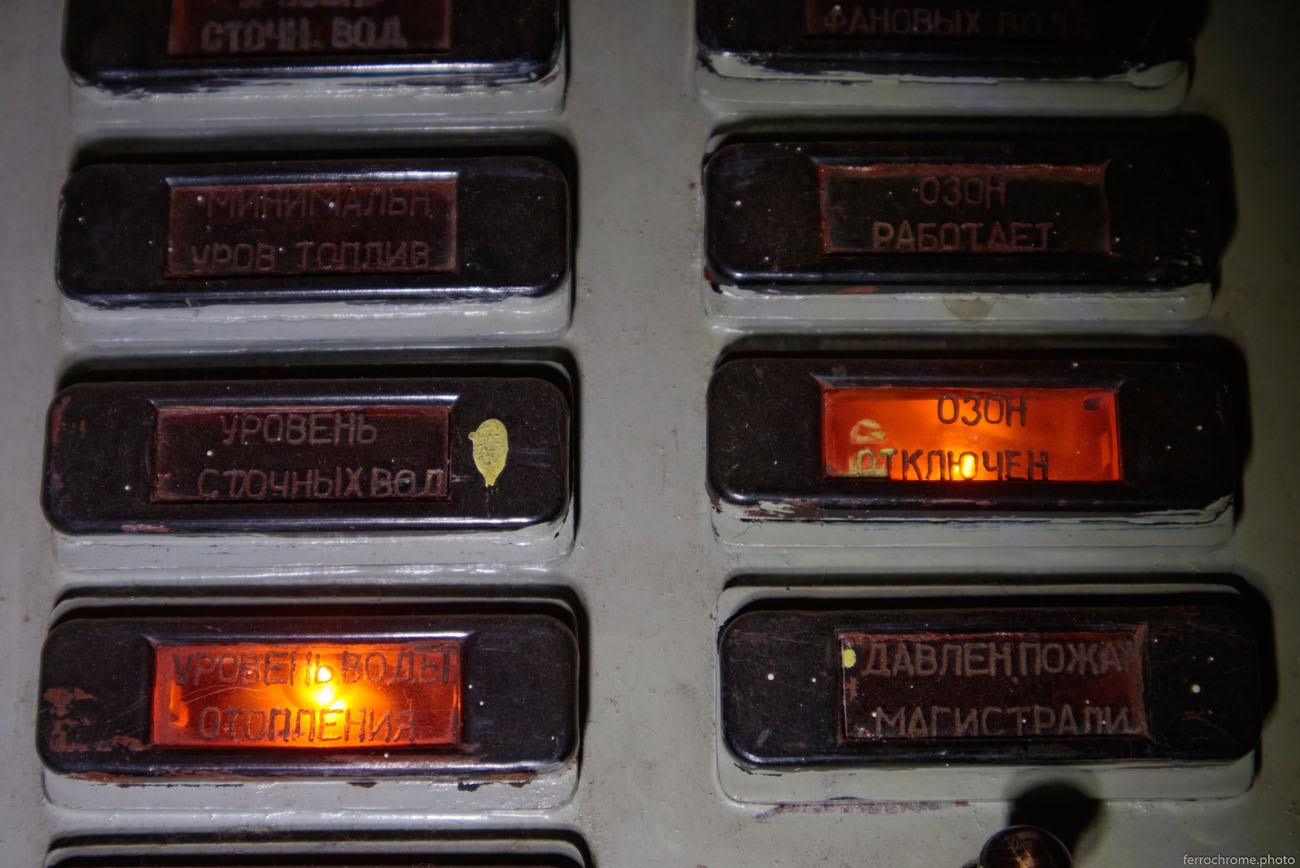 СТОЧН. ВОД
ФАНОВЫХ ВОД
МИНИМАЛЬН
УРОВ ТОПЛИВ
ОЗОН
РАБОТАЕТ
УРОВЕНЬ
СТОЧНЫХ ВОД
ОЗОН
ОТКЛЮЧЕН
УРОВЕНЬ ВОДЫ
ОТОПЛЕНИЯ
ДАВЛЕН.ПОЖА
МАГИСТРАЛИ
ferrochrome.photo